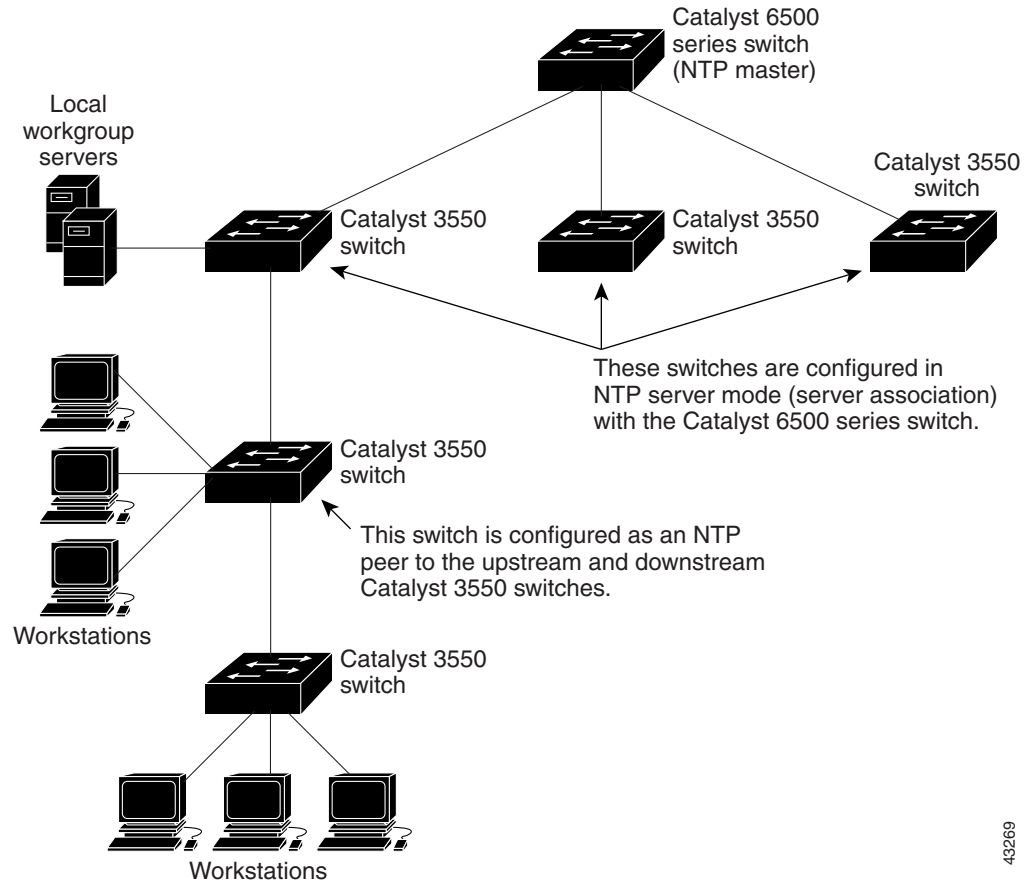 Catalyst 6500
series switch
(NTP master)
Local
workgroup
servers
Catalyst 3550
switch
Catalyst 3550
switch
Catalyst 3550
switch
These switches are configured in
NTP server mode (server association)
with the Catalyst 6500 series switch.
Catalyst 3550
switch
This switch is configured as an NTP
peer to the upstream and downstream
Catalyst 3550 switches.
Workstations
Catalyst 3550
switch
Workstations
43269